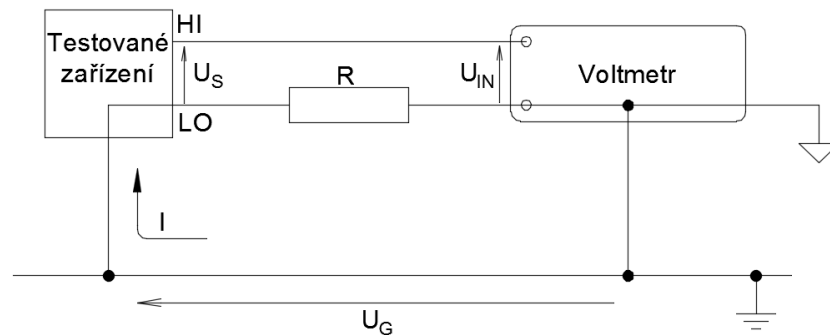 HI
Testované
zařízení
U_S
R
U_IN
Voltmetr
LO
I
U_G